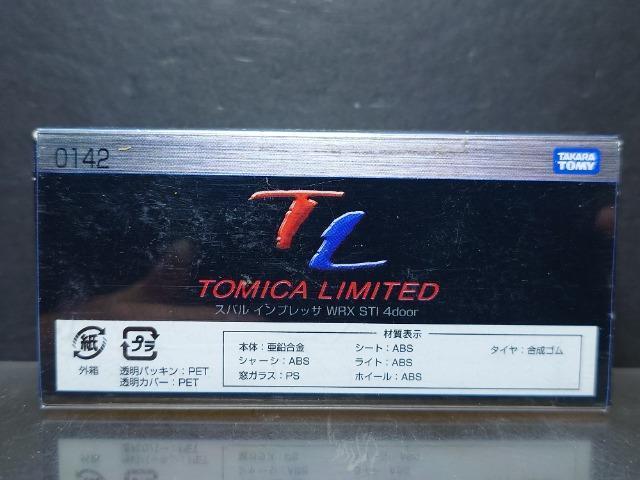 0142
TAKARA
TOMY
TL
TOMICA LIMITED
スバル インプレッサ WRX STI 4door
紙
外箱
プラ
透明パッキン：PET
透明カバー：PET
材質表示
本体：亜鉛合金
シャーシ：ABS
窓ガラス：PS
シート：ABS
ライト：ABS
ホイール：ABS
タイヤ：合成ゴム